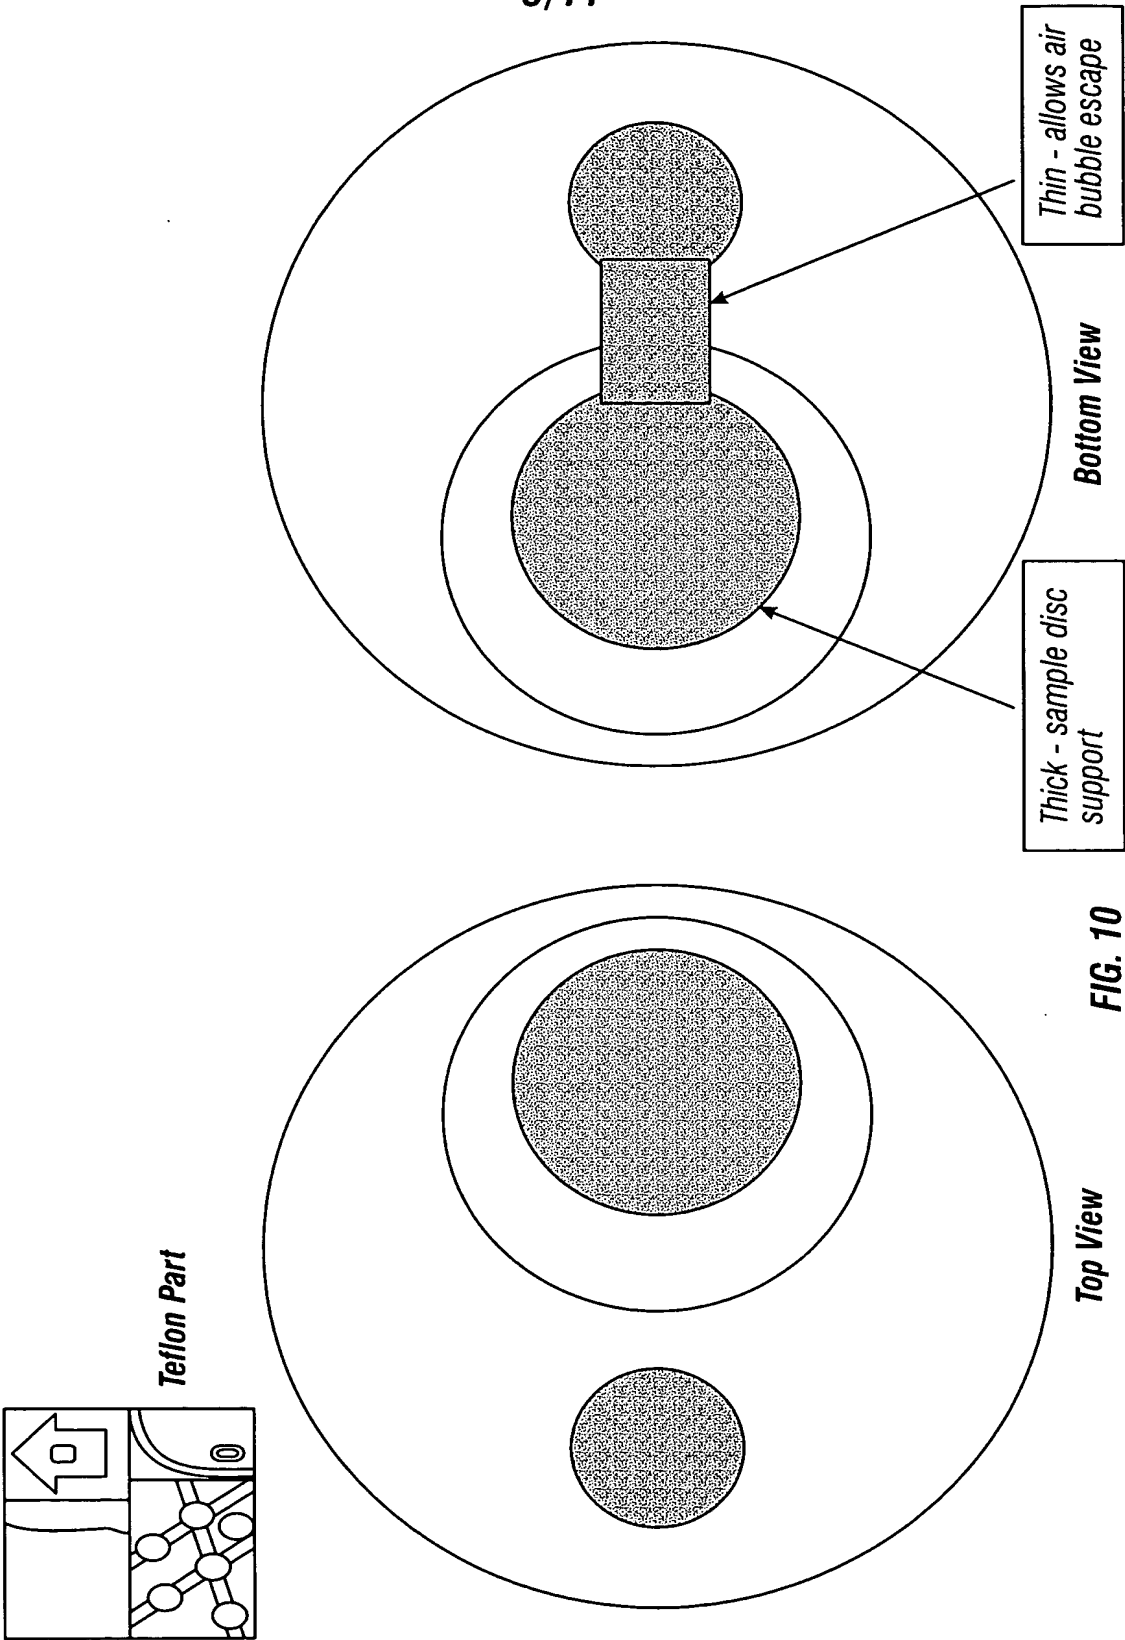 Teflon Part
Top View
Bottom View
Thick - sample disc
support
Thin - allows air
bubble escape
FIG. 10